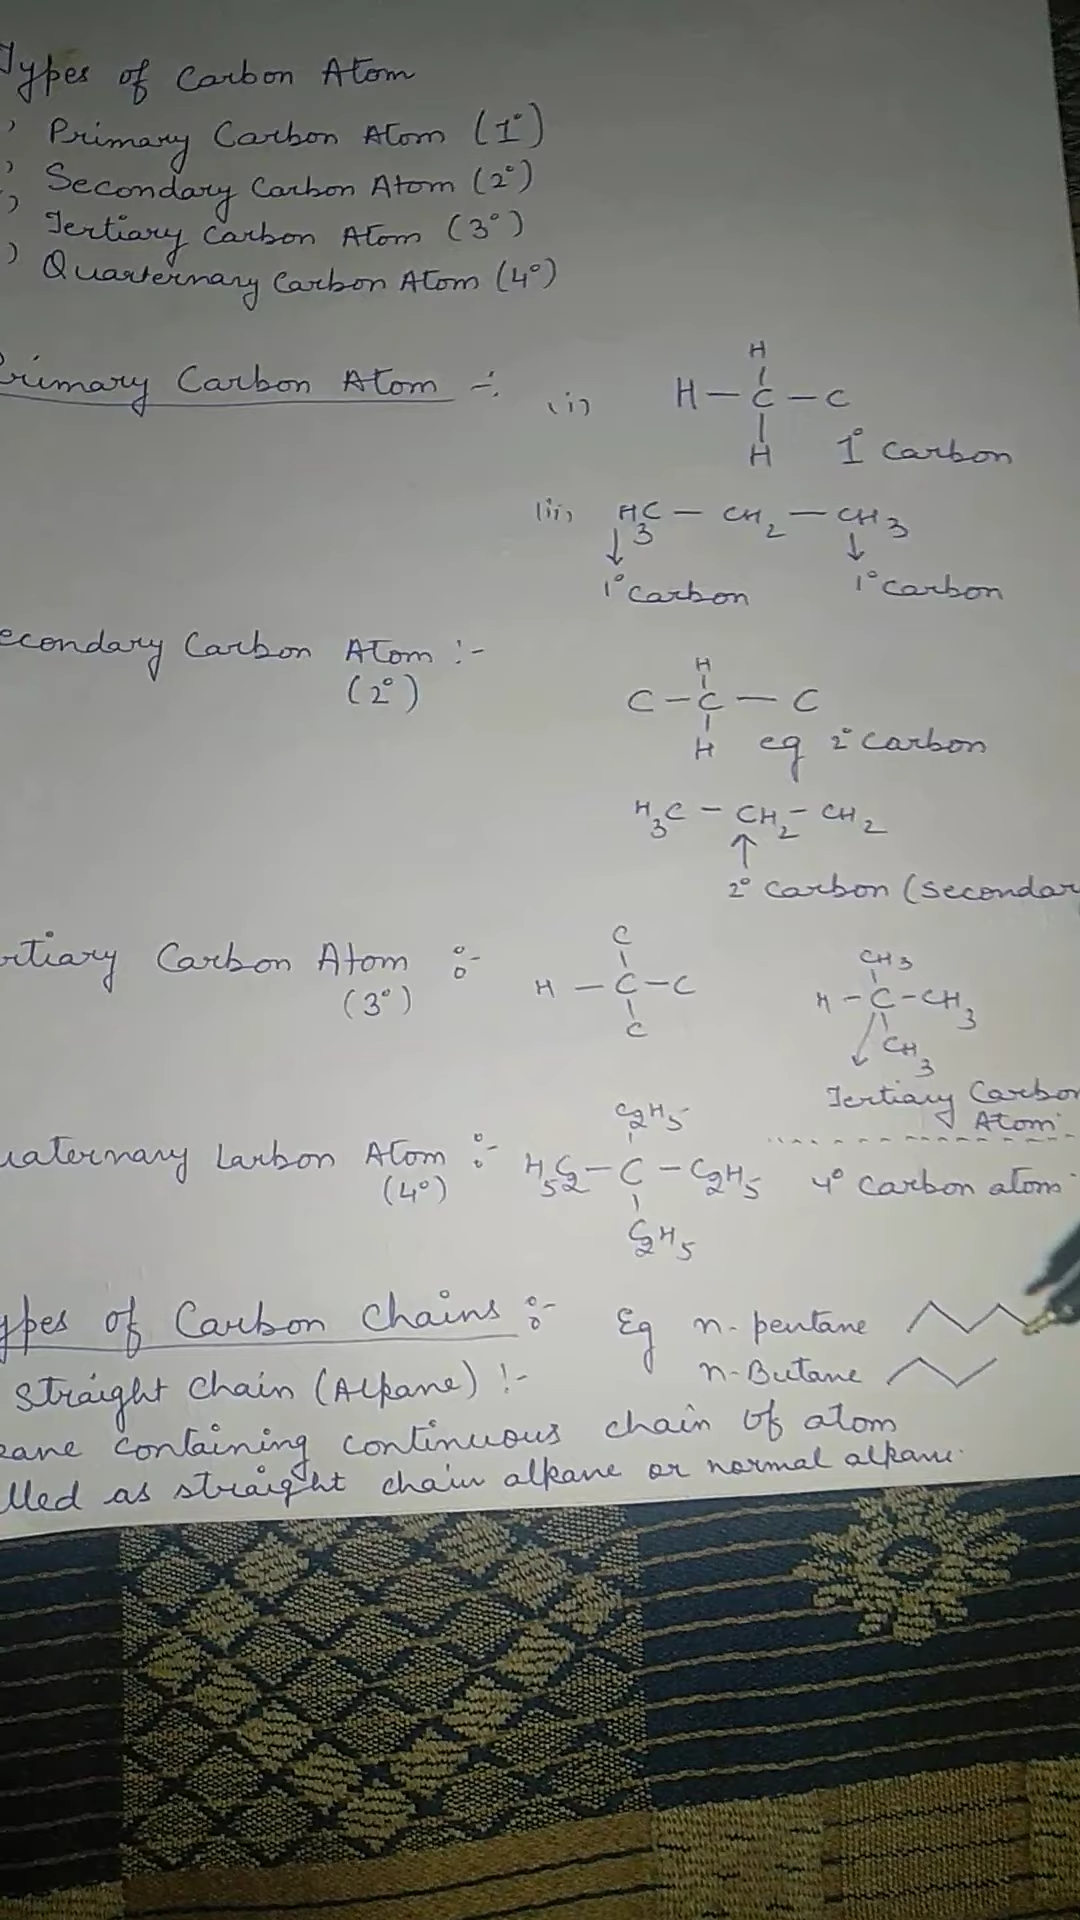 Types of Carbon Atom
Primary Carbon Atom (1°)
Secondary Carbon Atom (2°)
Tertiary Carbon Atom (3°)
Quarternary Carbon Atom (4°)
rimary Carbon Atom :-
(i)
H
H - C - C
H
1° Carbon
(ii) H3C - CH2 - CH3
1° Carbon 1° Carbon
econdary Carbon Atom :-
(2°)
H
C - C - C
H
eg 2° Carbon
H3C - CH2 - CH2
2° Carbon (Secondar
rtiary Carbon Atom :-
(3°)
C
H - C - C
C
CH3
H - C - CH3
CH3
Tertiary Carbon
Atom
uaternary Carbon Atom :-
(4°)
C2H5
H5C2 - C - C2H5
C2H5
4° Carbon atom
ypes of Carbon Chains :- Eg n-pentane
Straight Chain (Alkane) :- n-Butane
kane containing continuous chain of atom
lled as straight chain alkane or normal alkane.